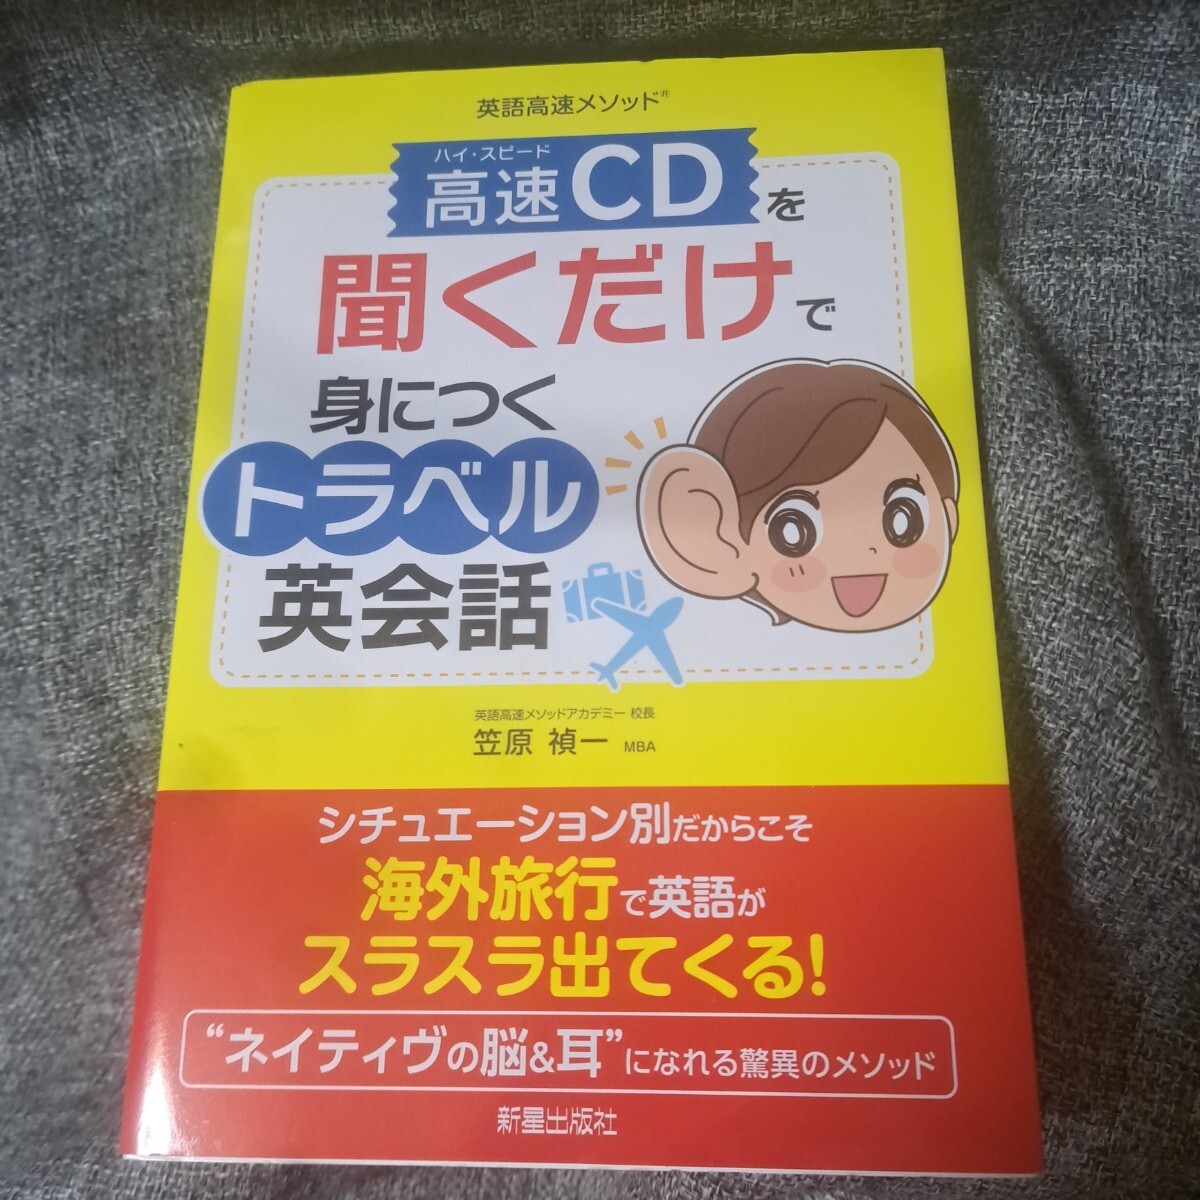 英語高速メソッド®
ハイ・スピード
高速CDを
聞くだけで
身につく
トラベル
英会話
英語高速メソッドアカデミー 校長
笠原 禎一 MBA
シチュエーション別だからこそ
海外旅行で英語が
スラスラ出てくる!
“ネイティヴの脳&耳”になれる驚異のメソッド
新星出版社